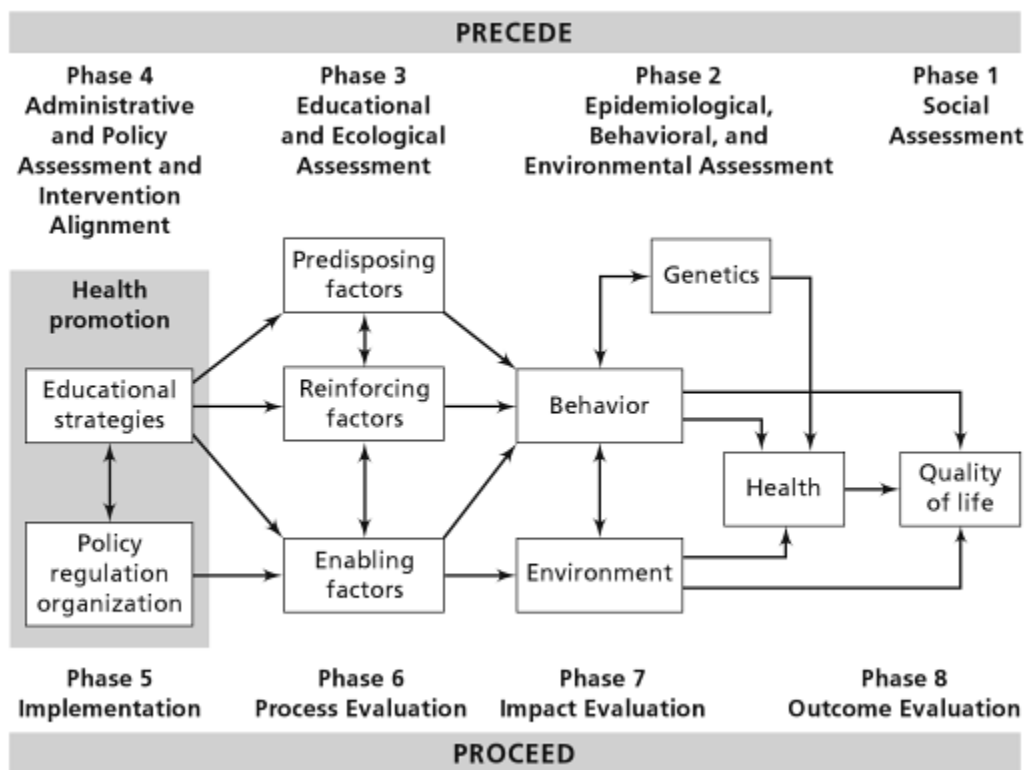 PRECEDE
Phase 4
Administrative
and Policy
Assessment and
Intervention
Alignment
Phase 3
Educational
and Ecological
Assessment
Phase 2
Epidemiological,
Behavioral, and
Environmental Assessment
Phase 1
Social
Assessment
Health
promotion
Educational
strategies
Policy
regulation
organization
Predisposing
factors
Reinforcing
factors
Enabling
factors
Genetics
Behavior
Environment
Health
Quality
of life
Phase 5
Implementation
Phase 6
Process Evaluation
Phase 7
Impact Evaluation
Phase 8
Outcome Evaluation
PROCEED